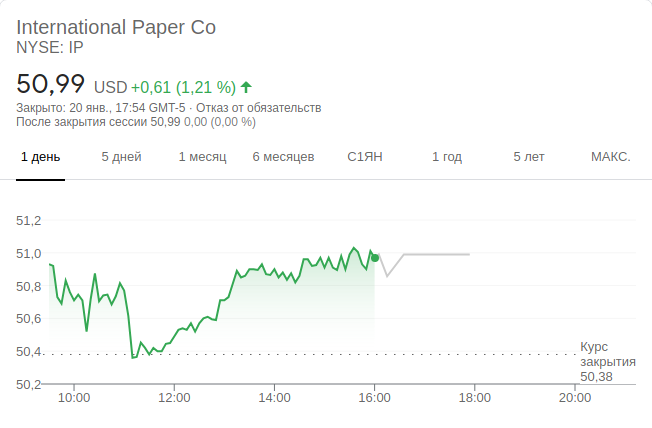 International Paper Co
NYSE: IP
50,99 USD +0,61 (1,21 %)
Закрыто: 20 янв., 17:54 GMT-5 · Отказ от обязательств
После закрытия сессии 50,99 0,00 (0,00 %)
1 день 5 дней 1 месяц 6 месяцев С1ЯН 1 год 5 лет МАКС.
51,2
51,0
50,8
50,6
50,4
Курс
закрытия
50,38
50,2
10:00 12:00 14:00 16:00 18:00 20:00